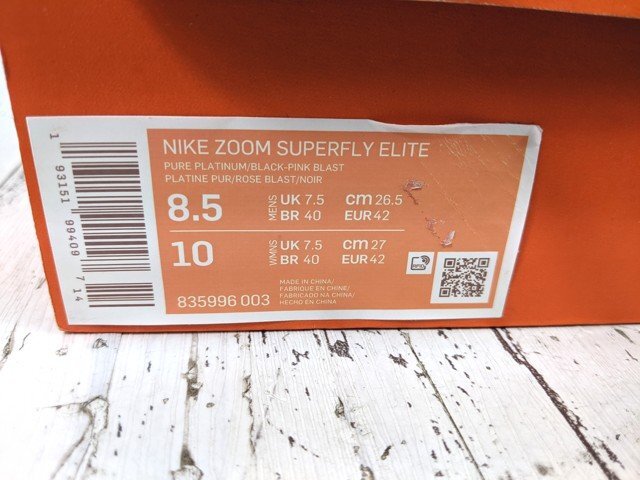 NIKE ZOOM SUPERFLY ELITE
PURE PLATINUM/BLACK-PINK BLAST
PLATINE PUR/ROSE BLAST/NOIR
8.5 MENS UK 7.5 cm 26.5
BR 40 EUR 42
10 WMNS UK 7.5 cm 27
BR 40 EUR 42
835996 003
MADE IN CHINA/
FABRIQUE EN CHINE/
FABRICADO NA CHINA/
HECHO EN CHINA
1 93151 99409 7 14